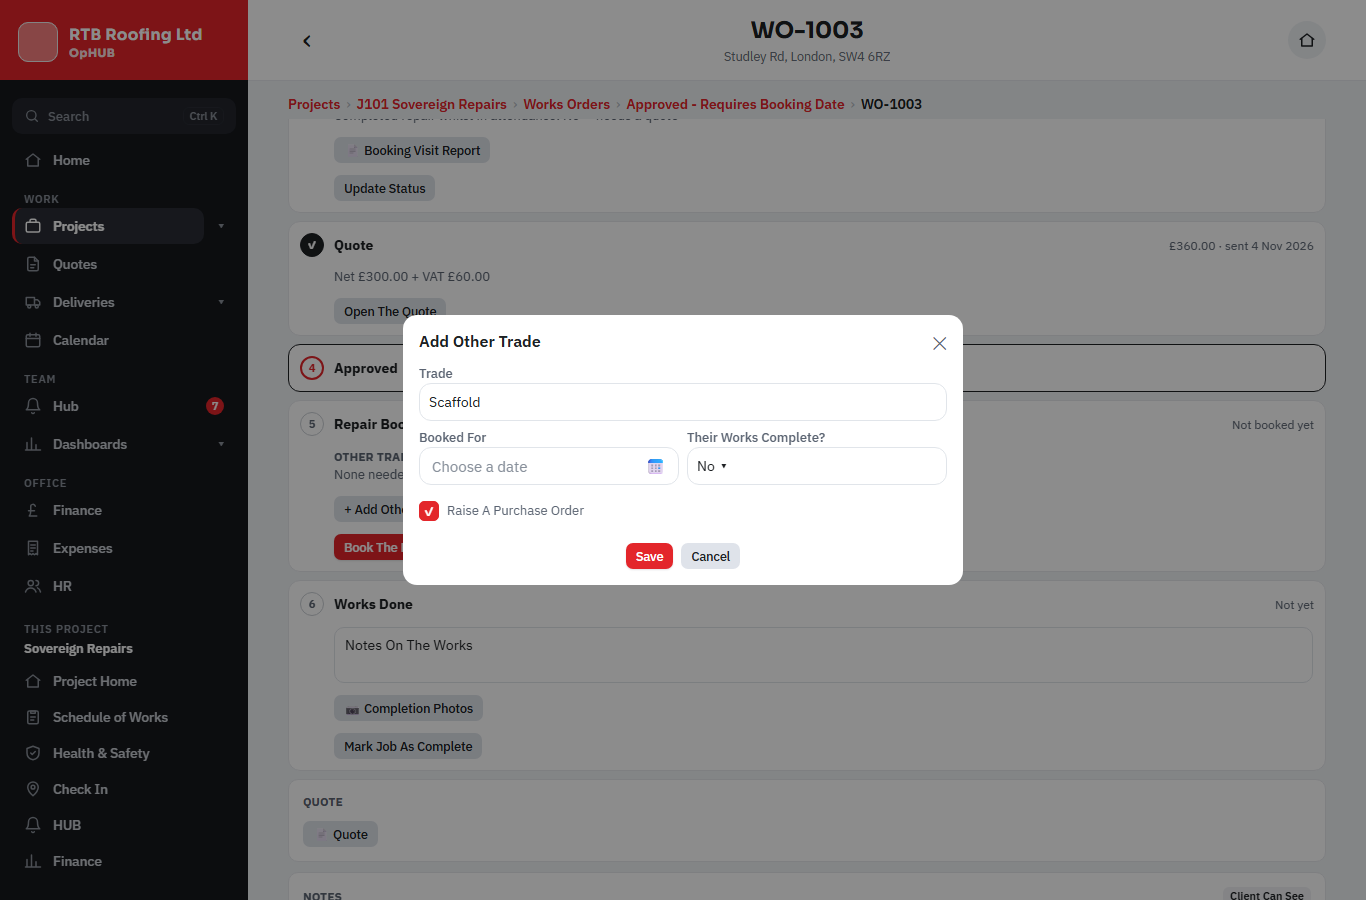 RTB Roofing Ltd
OpHUB
Search
Ctrl K
Home
WORK
Projects
Quotes
Deliveries
Calendar
TEAM
Hub
7
Dashboards
OFFICE
Finance
Expenses
HR
THIS PROJECT
Sovereign Repairs
Project Home
Schedule of Works
Health & Safety
Check In
HUB
Finance
WO-1003
Studley Rd, London, SW4 6RZ
Projects › J101 Sovereign Repairs › Works Orders › Approved - Requires Booking Date › WO-1003
Booking Visit Report
Update Status
Quote
£360.00 · sent 4 Nov 2026
Net £300.00 + VAT £60.00
Open The Quote
4 Approved
5 Repair Boo
Not booked yet
OTHER TRA
None neede
+ Add Oth
Book The
Add Other Trade
Trade
Scaffold
Booked For
Their Works Complete?
Choose a date
No
Raise A Purchase Order
Save
Cancel
6 Works Done
Not yet
Notes On The Works
Completion Photos
Mark Job As Complete
QUOTE
Quote
NOTES
Client Can See